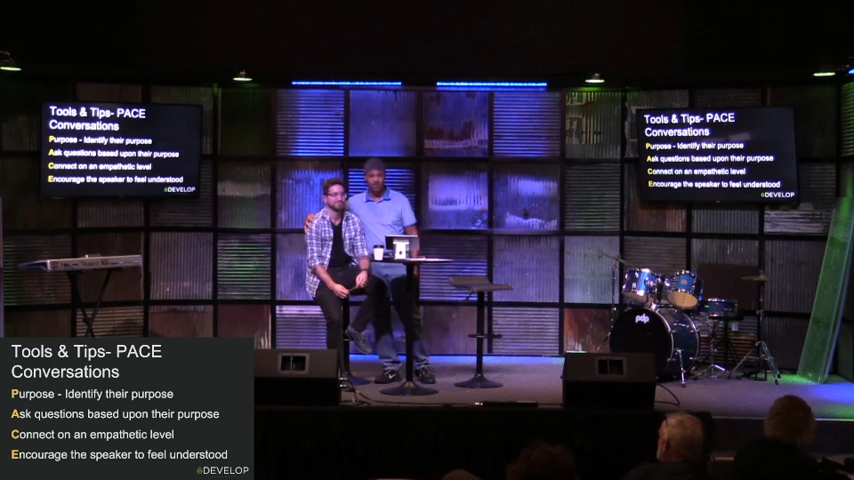 Tools & Tips- PACE
Conversations
Purpose - Identify their purpose
Ask questions based upon their purpose
Connect on an empathetic level
Encourage the speaker to feel understood
DEVELOP
Tools & Tips- PACE
Conversations
Purpose - Identify their purpose
Ask questions based upon their purpose
Connect on an empathetic level
Encourage the speaker to feel understood
DEVELOP
pdp
Tools & Tips- PACE
Conversations
Purpose - Identify their purpose
Ask questions based upon their purpose
Connect on an empathetic level
Encourage the speaker to feel understood
DEVELOP